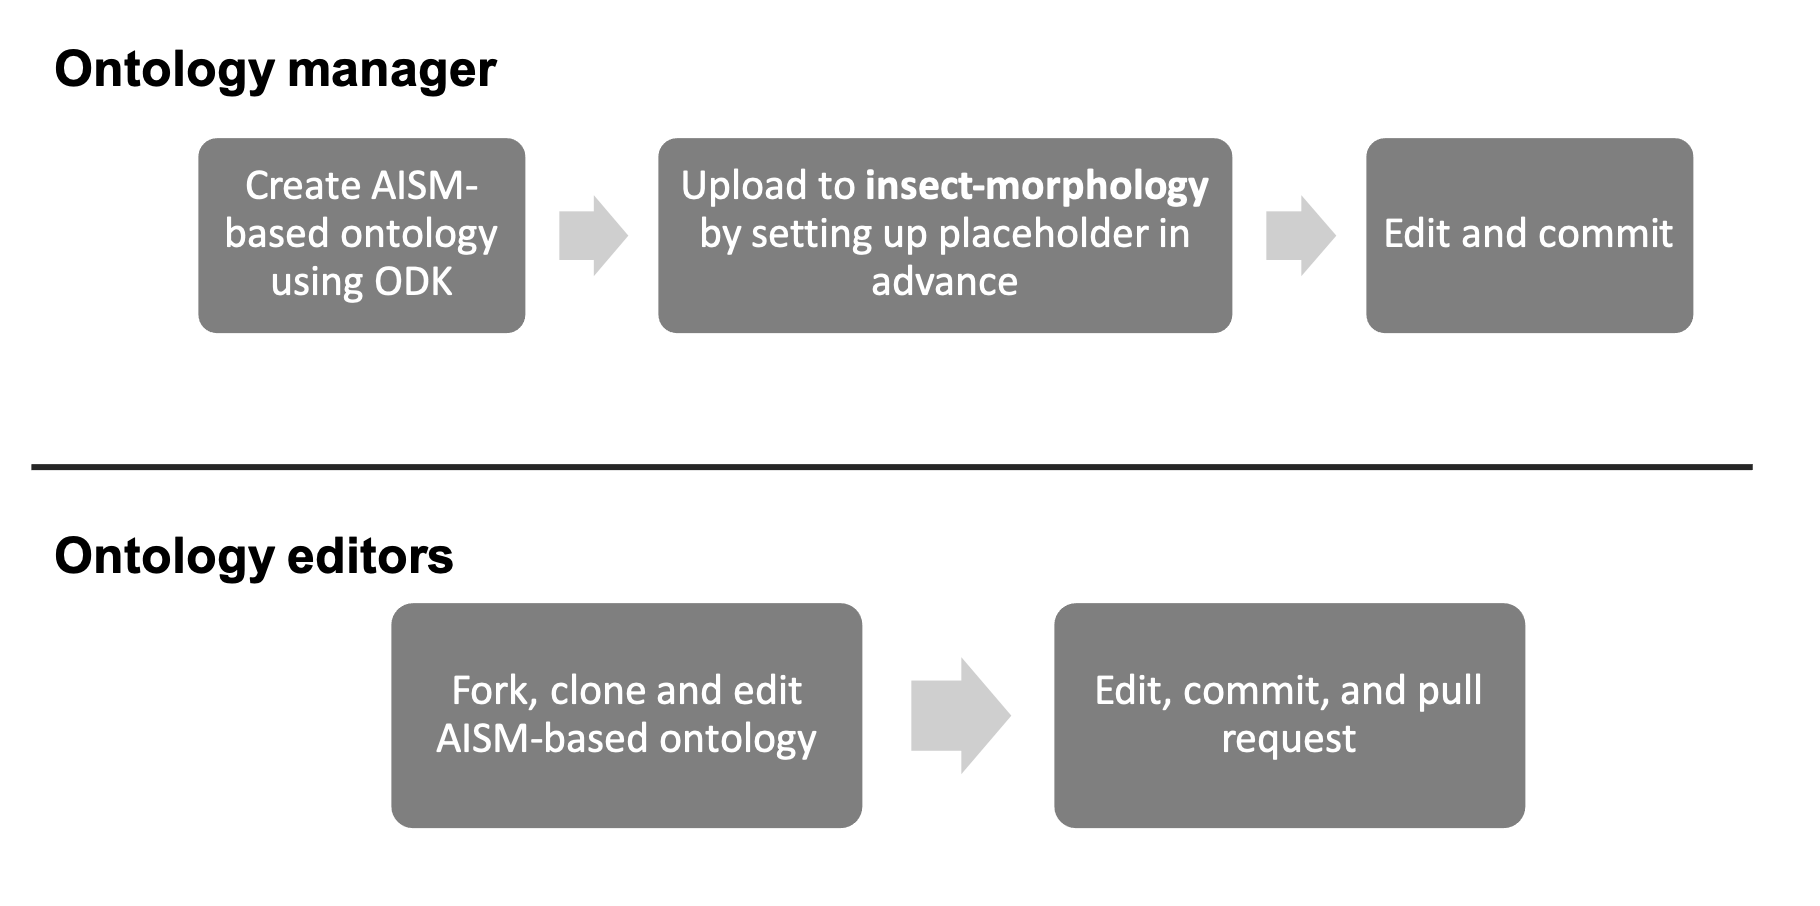 Ontology manager
Create AISM-
based ontology
using ODK
Upload to insect-morphology
by setting up placeholder in
advance
Edit and commit
Ontology editors
Fork, clone and edit
AISM-based ontology
Edit, commit, and pull
request